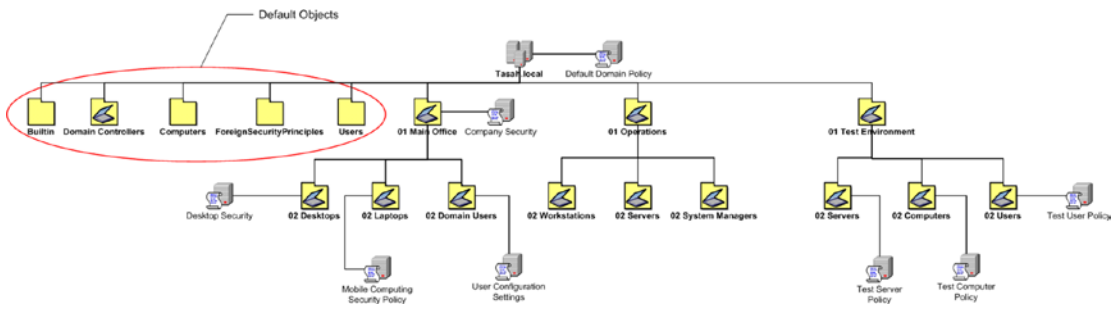 Default Objects
Tasah.local
Default Domain Policy
Builtin
Domain Controllers
Computers
ForeignSecurityPrinciples
Users
01 Main Office
Company Security
01 Operations
01 Test Environment
Desktop Security
02 Desktops
02 Laptops
02 Domain Users
02 Workstations
02 Servers
02 System Managers
02 Servers
02 Computers
02 Users
Test User Policy
Mobile Computing
Security Policy
User Configuration
Settings
Test Server
Policy
Test Computer
Policy